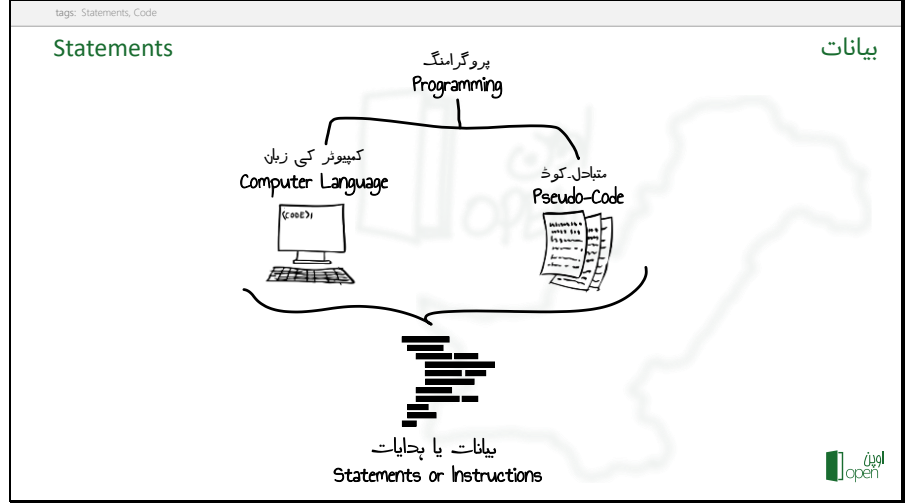 tags: Statements, Code
Statements
بیانات
پروگرامنگ
Programming
کمپیوٹر کی زبان
Computer Language
متبادل۔کوڈ
Pseudo-Code
<CODE>;
بیانات یا ہدایات
Statements or Instructions
اوپن
open